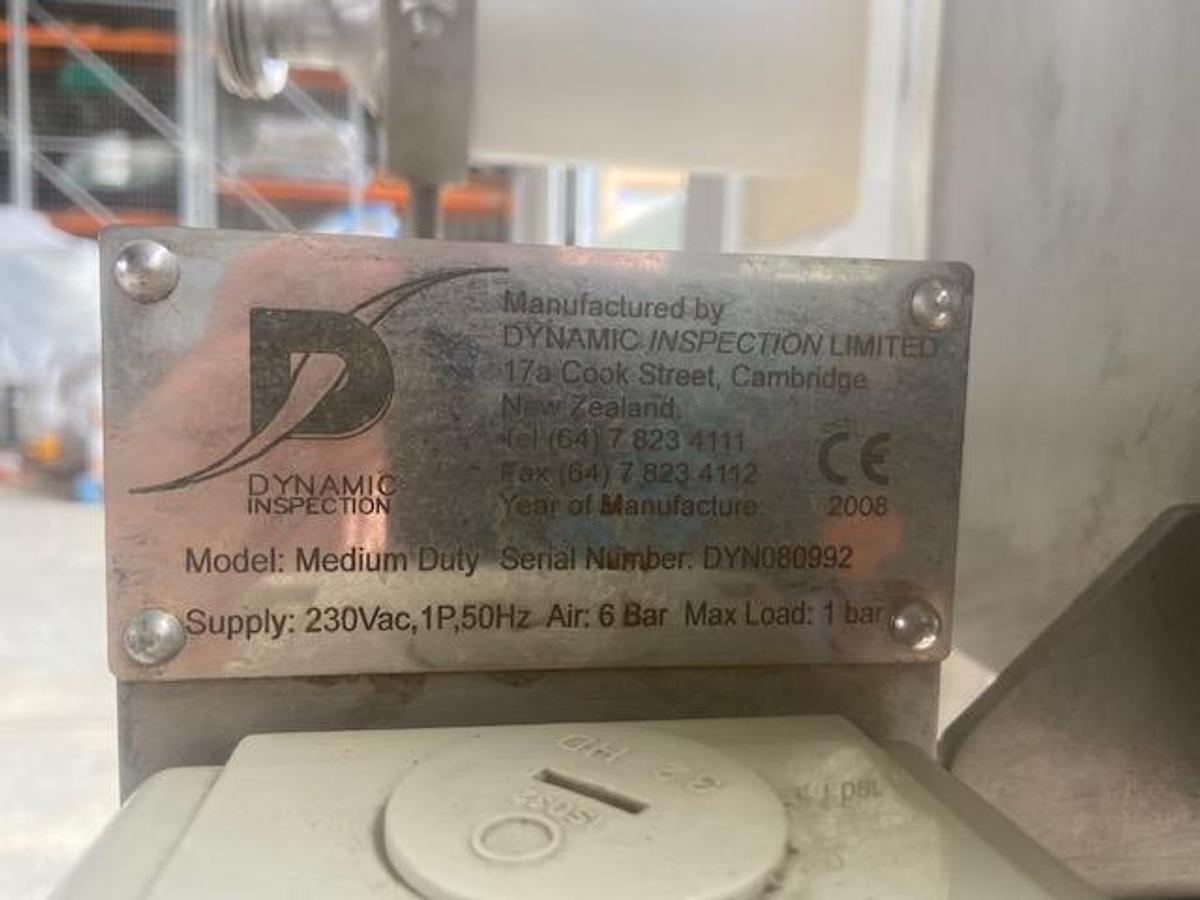 D
DYNAMIC
INSPECTION
Manufactured by
DYNAMIC INSPECTION LIMITED
17a Cook Street, Cambridge
New Zealand.
Tel (64) 7 823 4111
Fax (64) 7 823 4112
CE
Year of Manufacture 2008
Model: Medium Duty Serial Number: DYN080992
Supply: 230Vac,1P,50Hz Air: 6 Bar Max Load: 1 bar